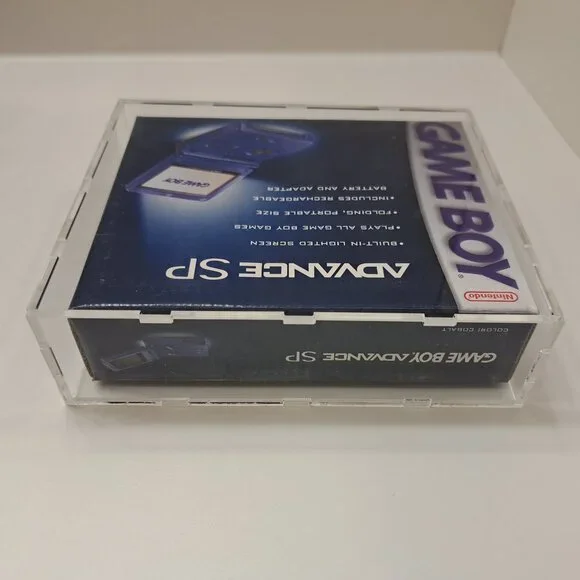 GAME BOY
Nintendo
ADVANCE SP
•BUILT-IN LIGHTED SCREEN
•PLAYS ALL GAME BOY GAMES
•FOLDING, PORTABLE SIZE
•INCLUDES RECHARGEABLE
BATTERY AND ADAPTER
GAME BOY
GAME BOY ADVANCE SP
COLOR: COBALT